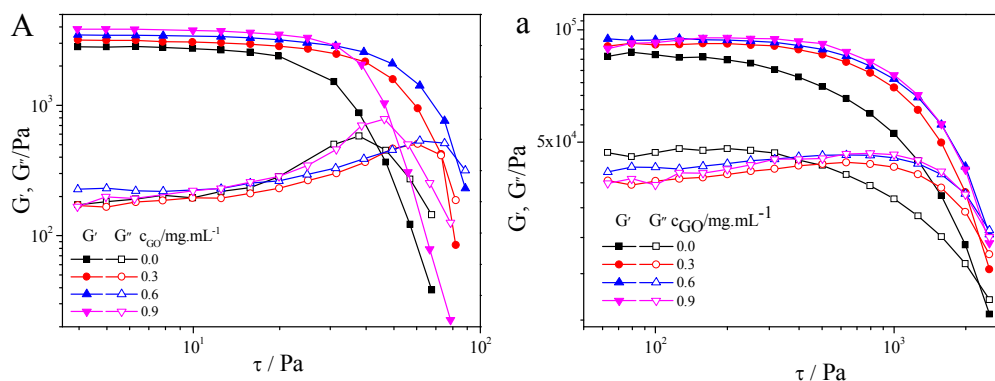 A
G', G''/Pa
10³
10²
G' G'' c_GO/mg.mL⁻¹
0.0
0.3
0.6
0.9
10¹
10²
τ / Pa
a
G', G''/Pa
10⁵
5x10⁴
G' G'' c_GO/mg.mL⁻¹
0.0
0.3
0.6
0.9
10²
10³
τ / Pa